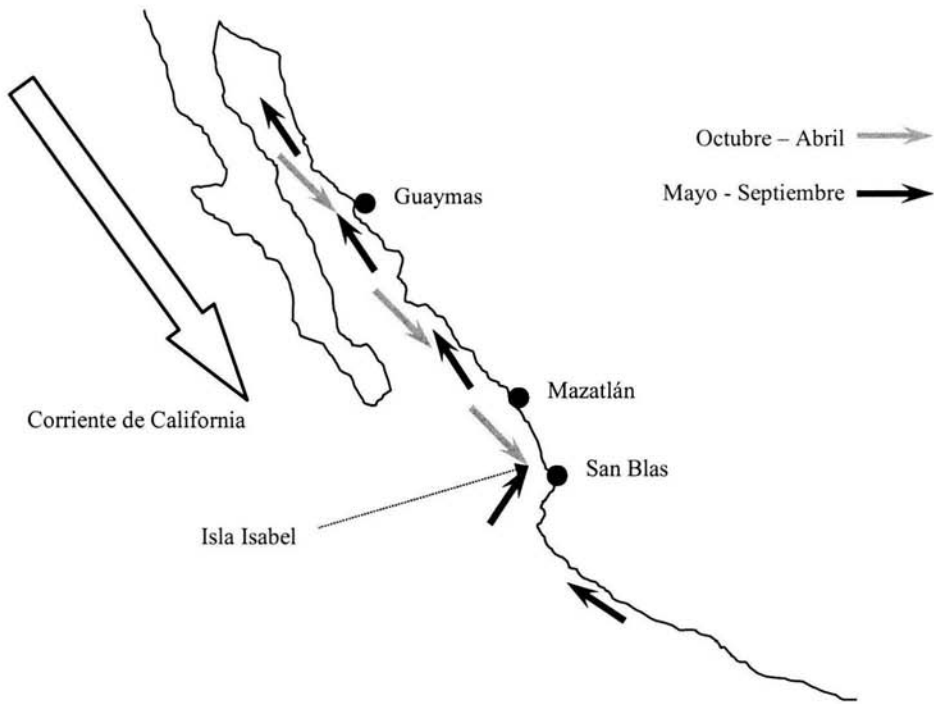 Octubre – Abril
Mayo - Septiembre
Guaymas
Mazatlán
Corriente de California
San Blas
Isla Isabel